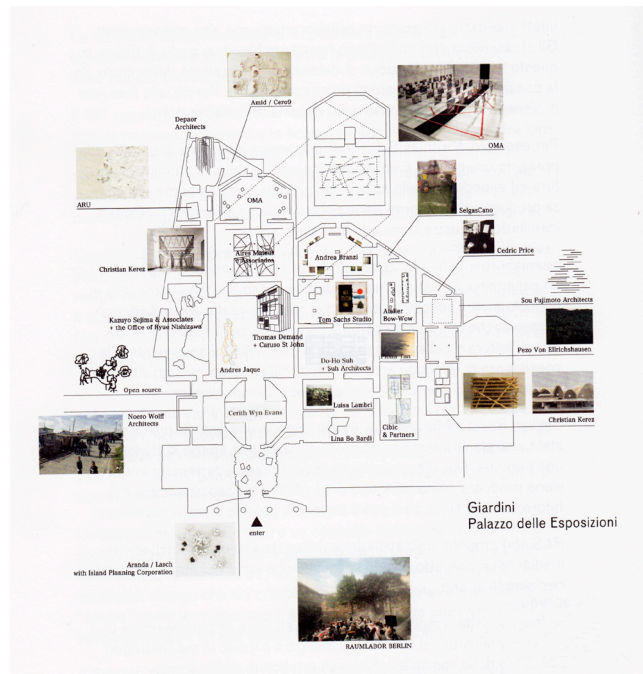 Amid / Cero9
Depaor
Architects
OMA
ARU
OMA
SelgasCano
Christian Kerez
Aires Mateus
+ Associados
Andrea Branzi
Cedric Price
Sou Fujimoto Architects
Kazuyo Sejima & Associates
+ the Office of Ryue Nishizawa
Thomas Demand
+ Caruso St John
Tom Sachs Studio
Atelier
Bow-Wow
Pezo Von Ellrichshausen
Andres Jaque
Do-Ho Suh
+ Suh Architects
Open source
Noero Wolff
Architects
Cerith Wyn Evans
Luisa Lambri
Lina Bo Bardi
Cibic
& Partners
Christian Kerez
Giardini
Palazzo delle Esposizioni
enter
Aranda / Lasch
with Island Planning Corporation
RAUMLABOR BERLIN